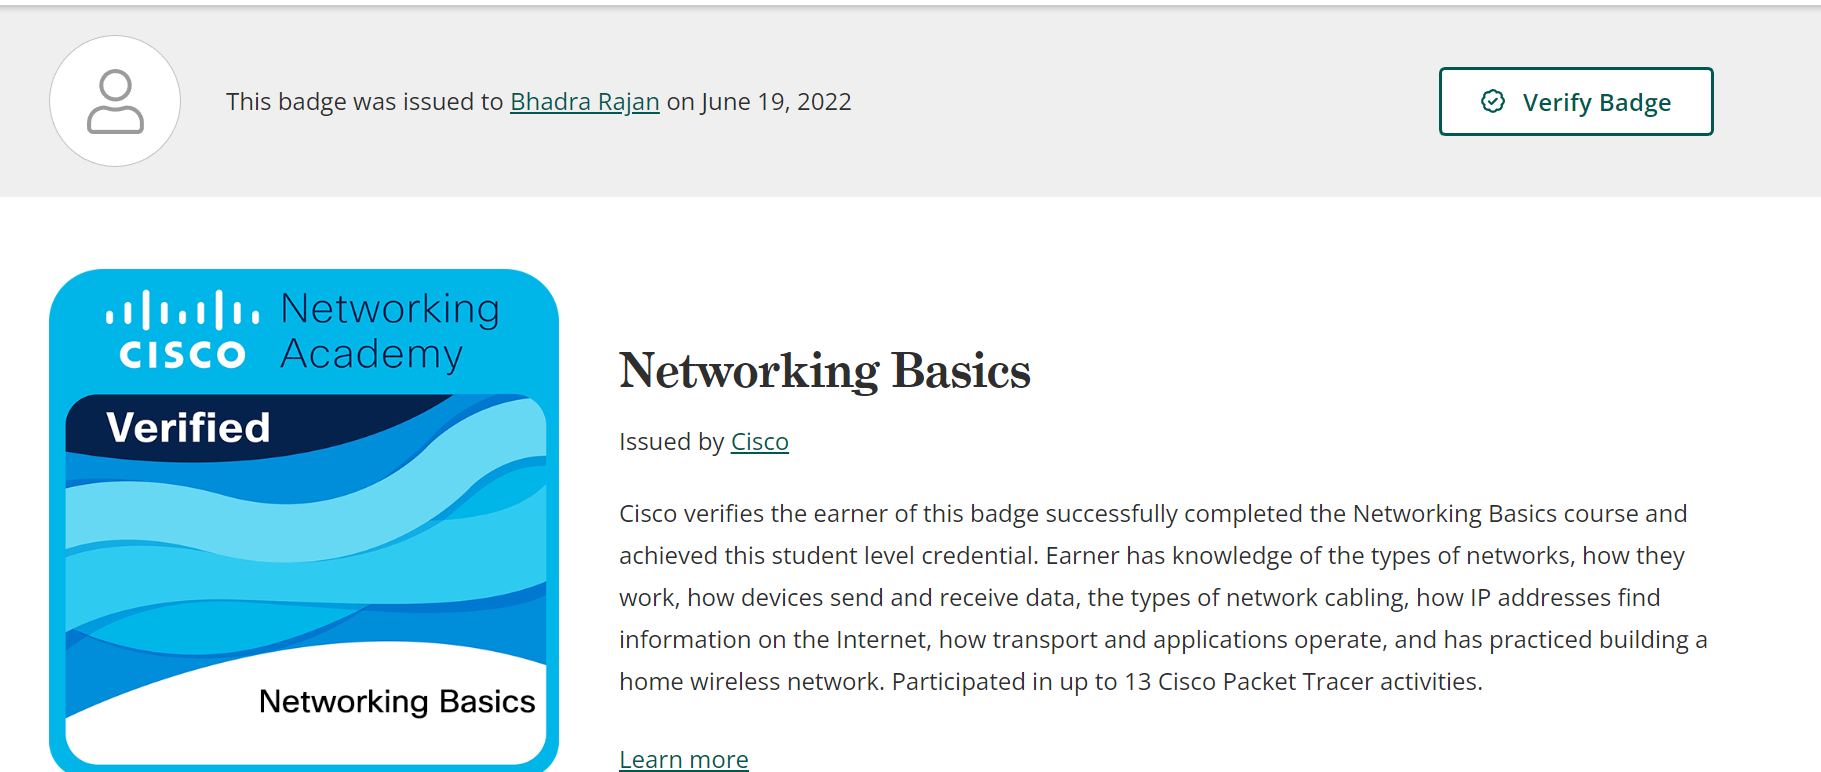 This badge was issued to Bhadra Rajan on June 19, 2022
Verify Badge
CISCO Networking Academy
Verified
Networking Basics
Networking Basics
Issued by Cisco
Cisco verifies the earner of this badge successfully completed the Networking Basics course and
achieved this student level credential. Earner has knowledge of the types of networks, how they
work, how devices send and receive data, the types of network cabling, how IP addresses find
information on the Internet, how transport and applications operate, and has practiced building a
home wireless network. Participated in up to 13 Cisco Packet Tracer activities.
Learn more